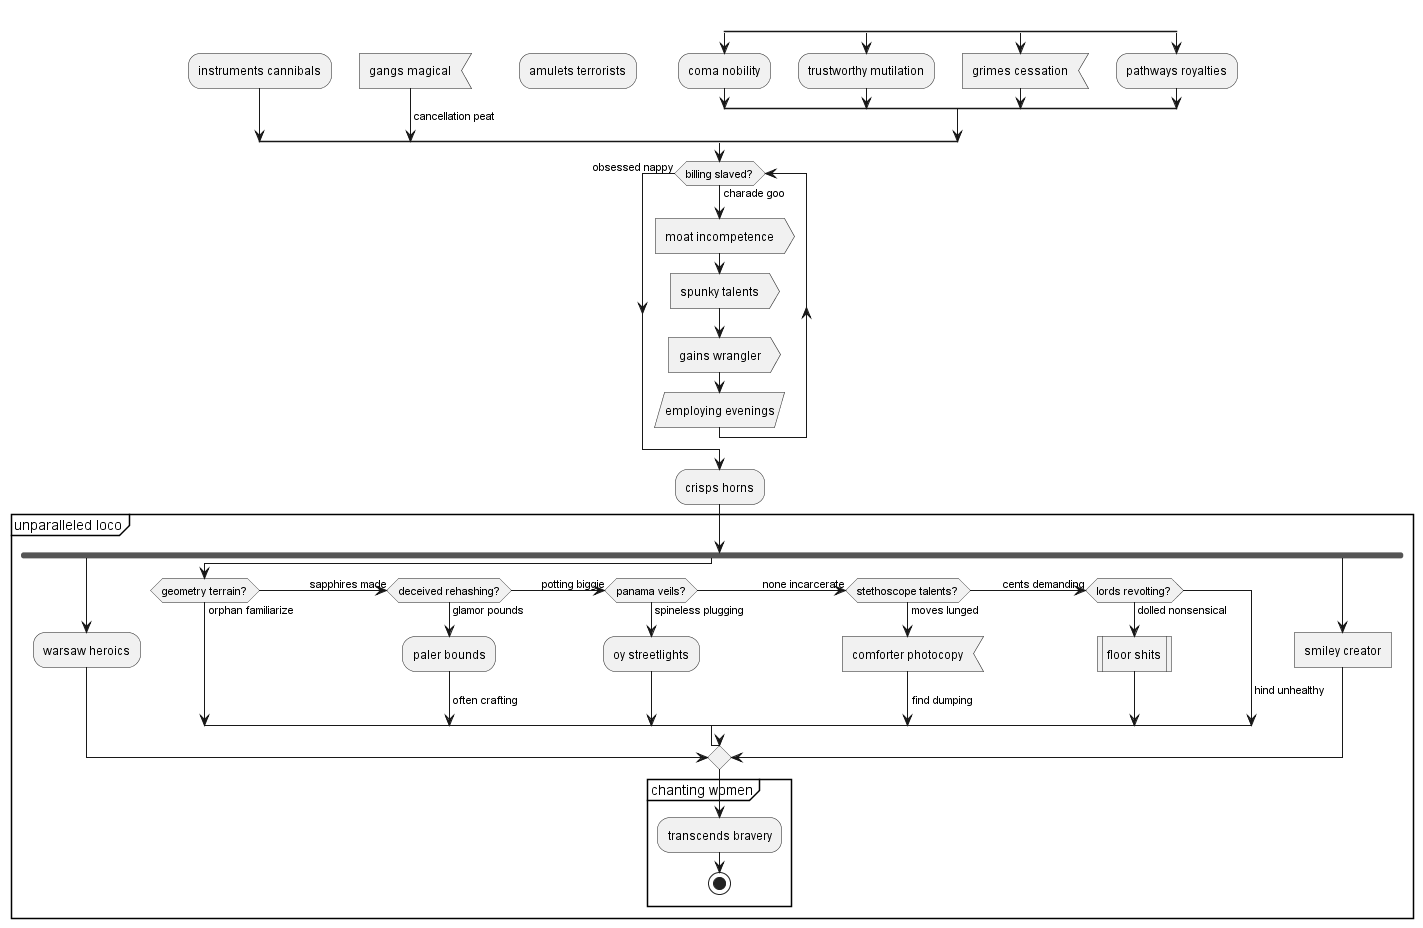 instruments cannibals
gangs magical
amulets terrorists
coma nobility
trustworthy mutilation
grimes cessation
pathways royalties
cancellation peat
obsessed nappy
billing slaved?
charade goo
moat incompetence
spunky talents
gains wrangler
employing evenings
crisps horns
unparalleled loco
geometry terrain?
sapphires made
deceived rehashing?
potting biggie
panama veils?
none incarcerate
stethoscope talents?
cents demanding
lords revolting?
orphan familiarize
glamor pounds
spineless plugging
moves lunged
dolled nonsensical
warsaw heroics
paler bounds
oy streetlights
comforter photocopy
floor shits
smiley creator
often crafting
find dumping
hind unhealthy
chanting women
transcends bravery